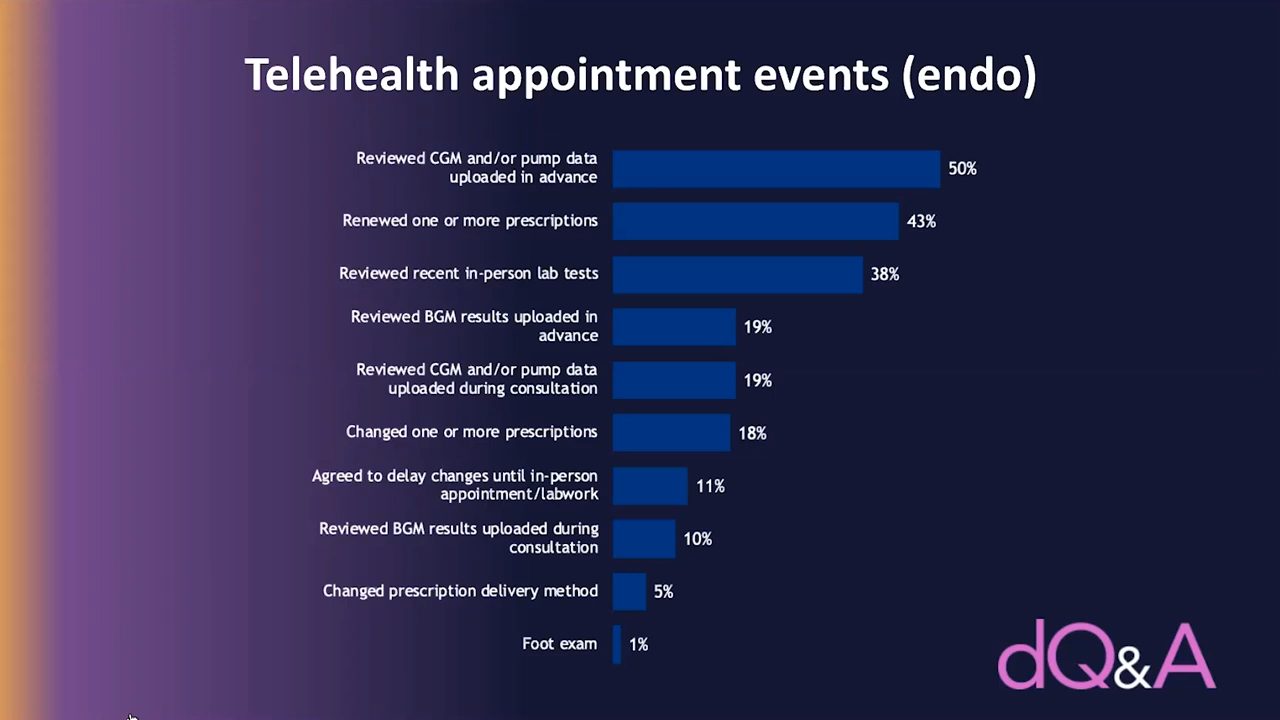 Telehealth appointment events (endo)
Reviewed CGM and/or pump data
uploaded in advance
50%
Renewed one or more prescriptions
43%
Reviewed recent in-person lab tests
38%
Reviewed BGM results uploaded in
advance
19%
Reviewed CGM and/or pump data
uploaded during consultation
19%
Changed one or more prescriptions
18%
Agreed to delay changes until in-person
appointment/labwork
11%
Reviewed BGM results uploaded during
consultation
10%
Changed prescription delivery method
5%
Foot exam
1%
dQ&A